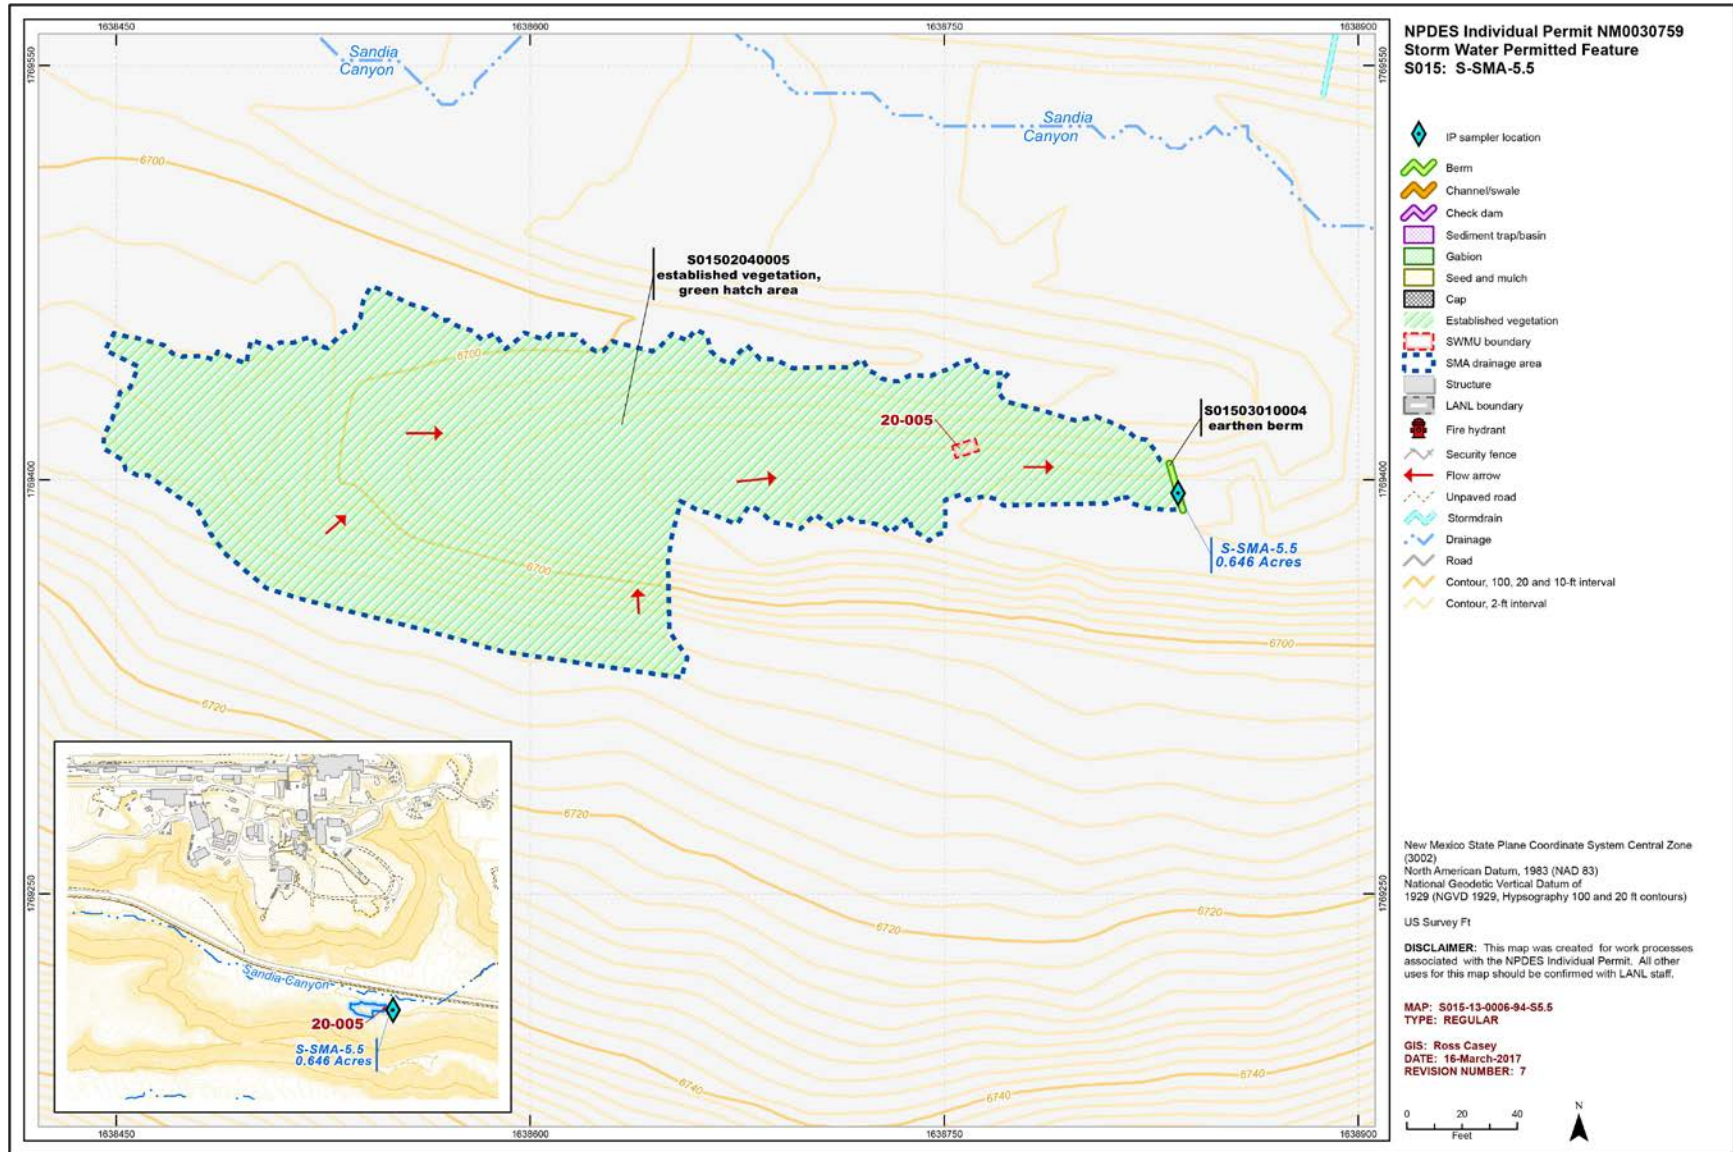 1638450
1638600
1638750
1638900
1769550
1769550
Sandia
Canyon
Sandia
Canyon
6700
S01502040005
established vegetation,
green hatch area
6700
20-005
S01503010004
earthen berm
1769400
1769400
S-SMA-5.5
0.646 Acres
6700
6700
6720
6720
6720
6720
1769250
1769250
6740
6740
Sandia Canyon
20-005
S-SMA-5.5
0.646 Acres
1638450
1638600
1638750
1638900
NPDES Individual Permit NM0030759
Storm Water Permitted Feature
S015: S-SMA-5.5
IP sampler location
Berm
Channel/swale
Check dam
Sediment trap/basin
Gabion
Seed and mulch
Cap
Established vegetation
SWMU boundary
SMA drainage area
Structure
LANL boundary
Fire hydrant
Security fence
Flow arrow
Unpaved road
Stormdrain
Drainage
Road
Contour, 100, 20 and 10-ft interval
Contour, 2-ft interval
New Mexico State Plane Coordinate System Central Zone
(3002)
North American Datum, 1983 (NAD 83)
National Geodetic Vertical Datum of
1929 (NGVD 1929, Hypsography 100 and 20 ft contours)
US Survey Ft
DISCLAIMER: This map was created for work processes
associated with the NPDES Individual Permit. All other
uses for this map should be confirmed with LANL staff.
MAP: S015-13-0006-94-S5.5
TYPE: REGULAR
GIS: Ross Casey
DATE: 16-March-2017
REVISION NUMBER: 7
0 20 40
Feet
N